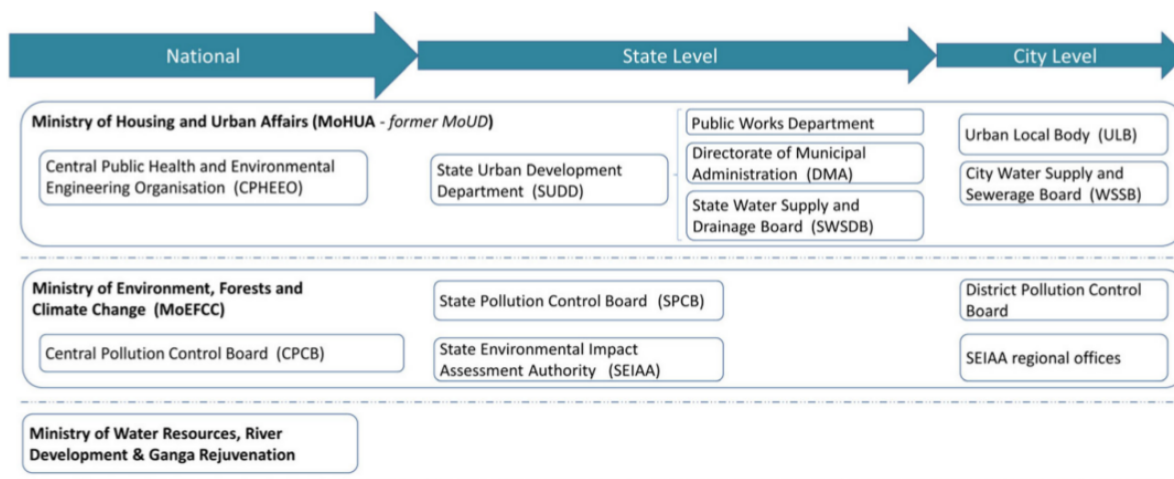 National
State Level
City Level
Ministry of Housing and Urban Affairs (MoHUA - former MoUD)
Central Public Health and Environmental
Engineering Organisation (CPHEEO)
State Urban Development
Department (SUDD)
Public Works Department
Directorate of Municipal
Administration (DMA)
State Water Supply and
Drainage Board (SWSDB)
Urban Local Body (ULB)
City Water Supply and
Sewerage Board (WSSB)
Ministry of Environment, Forests and
Climate Change (MoEFCC)
Central Pollution Control Board (CPCB)
State Pollution Control Board (SPCB)
State Environmental Impact
Assessment Authority (SEIAA)
District Pollution Control
Board
SEIAA regional offices
Ministry of Water Resources, River
Development & Ganga Rejuvenation